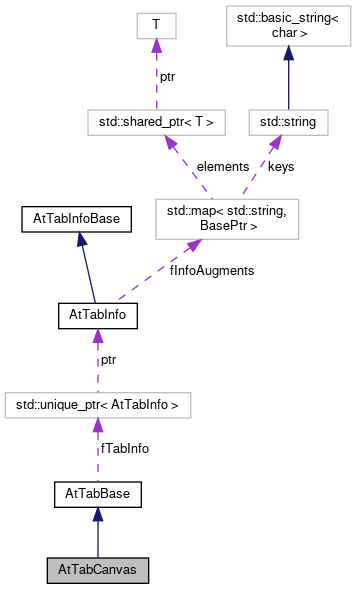 T
std::basic_string<
char >
ptr
std::shared_ptr< T >
std::string
elements
keys
std::map< std::string,
BasePtr >
AtTabInfoBase
fInfoAugments
AtTabInfo
ptr
std::unique_ptr< AtTabInfo >
fTabInfo
AtTabBase
AtTabCanvas